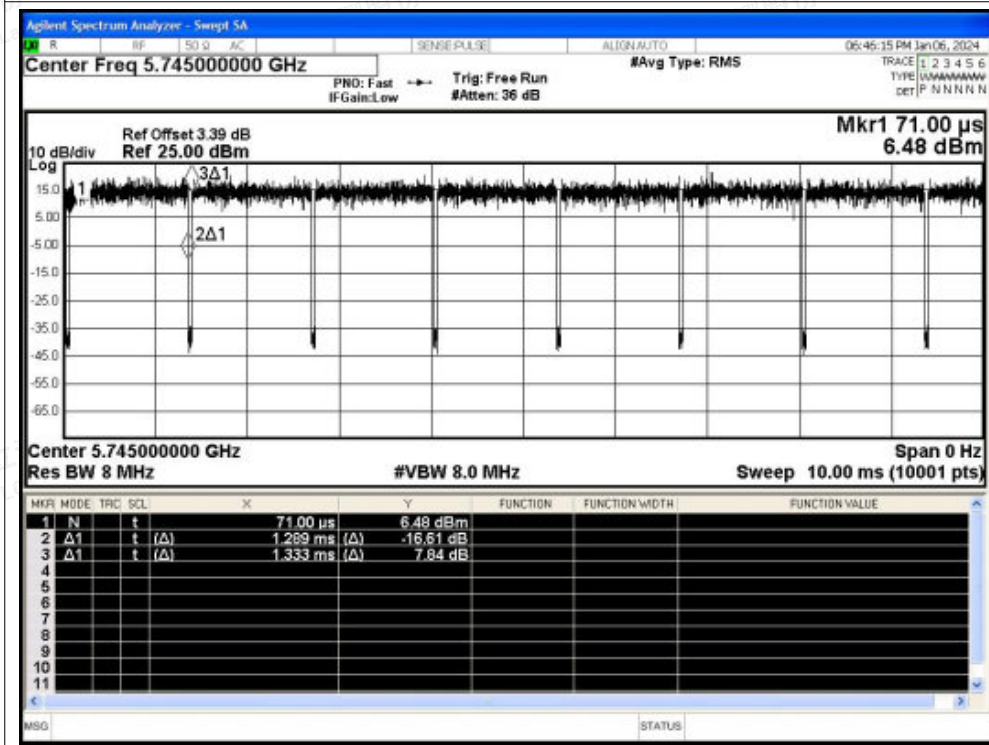 Agilent Spectrum Analyzer - Swept SA
R RF 50 Ω AC SENSE:PULSE ALIGN AUTO 06:46:15 PM Jan 06, 2024
Center Freq 5.745000000 GHz #Avg Type: RMS TRACE 1 2 3 4 5 6
PNO: Fast Trig: Free Run TYPE
IFGain:Low #Atten: 36 dB DET P N N N N N
Mkr1 71.00 µs
Ref Offset 3.39 dB
10 dB/div Ref 25.00 dBm 6.48 dBm
Log
3Δ1
15.0 1
5.00
2Δ1
-5.00
-15.0
-25.0
-35.0
-45.0
-55.0
-65.0
Center 5.745000000 GHz Span 0 Hz
Res BW 8 MHz #VBW 8.0 MHz Sweep 10.00 ms (10001 pts)
MKR MODE TRC SCL X Y FUNCTION FUNCTION WIDTH FUNCTION VALUE
1 N t 71.00 µs 6.48 dBm
2 Δ1 t (Δ) 1.289 ms (Δ) -16.61 dB
3 Δ1 t (Δ) 1.333 ms (Δ) 7.84 dB
4
5
6
7
8
9
10
11
MSG STATUS